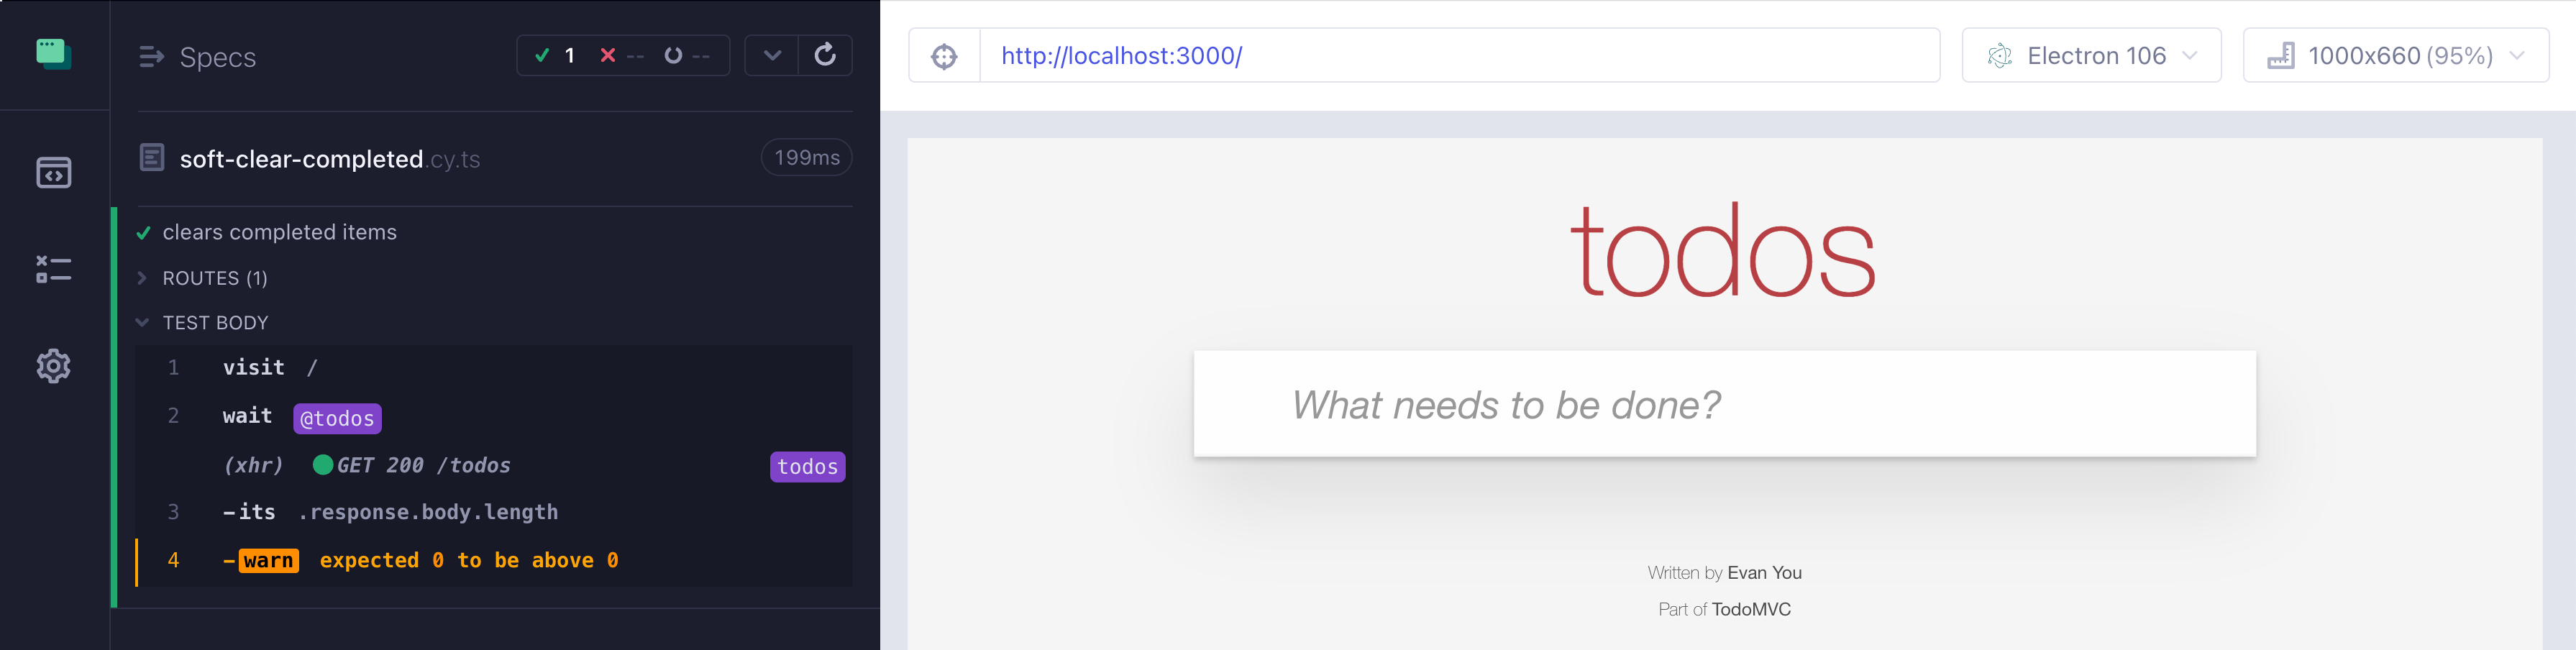 Specs
1 -- --
soft-clear-completed.cy.ts 199ms
clears completed items
ROUTES (1)
TEST BODY
1 visit /
2 wait @todos
(xhr) GET 200 /todos todos
3 -its .response.body.length
4 -warn expected 0 to be above 0
http://localhost:3000/
Electron 106
1000x660 (95%)
todos
What needs to be done?
Written by Evan You
Part of TodoMVC